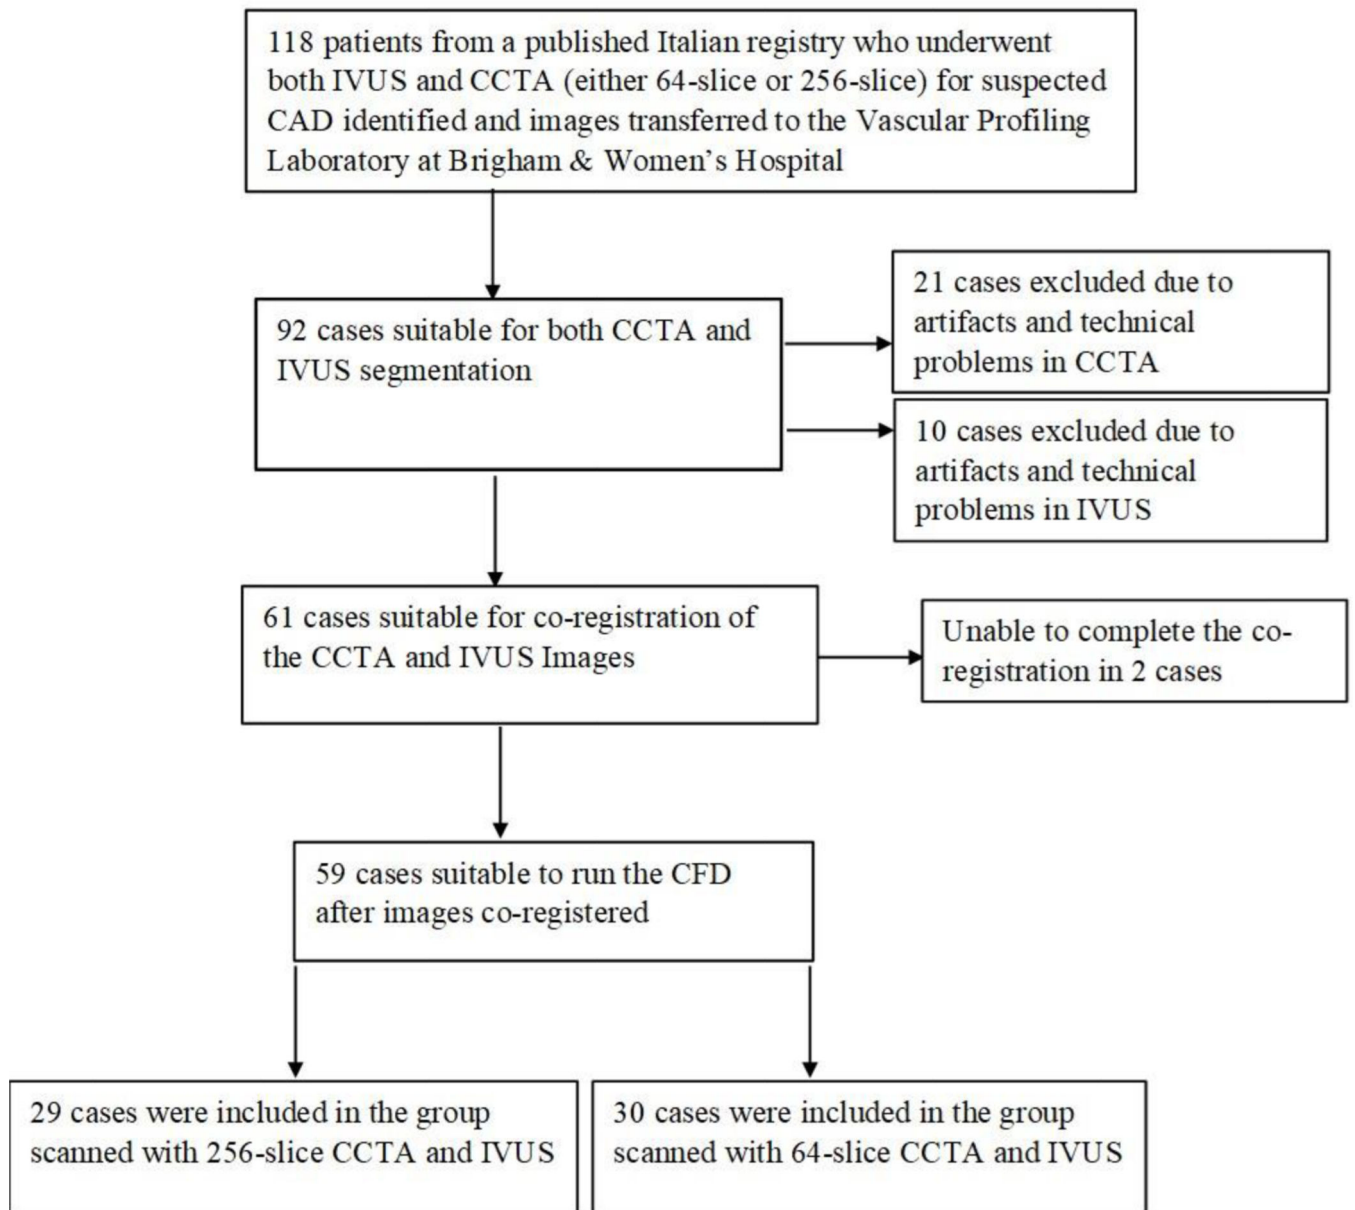 118 patients from a published Italian registry who underwent
both IVUS and CCTA (either 64-slice or 256-slice) for suspected
CAD identified and images transferred to the Vascular Profiling
Laboratory at Brigham & Women’s Hospital
92 cases suitable for both CCTA and
IVUS segmentation
21 cases excluded due to
artifacts and technical
problems in CCTA
10 cases excluded due to
artifacts and technical
problems in IVUS
61 cases suitable for co-registration of
the CCTA and IVUS Images
Unable to complete the co-
registration in 2 cases
59 cases suitable to run the CFD
after images co-registered
29 cases were included in the group
scanned with 256-slice CCTA and IVUS
30 cases were included in the group
scanned with 64-slice CCTA and IVUS